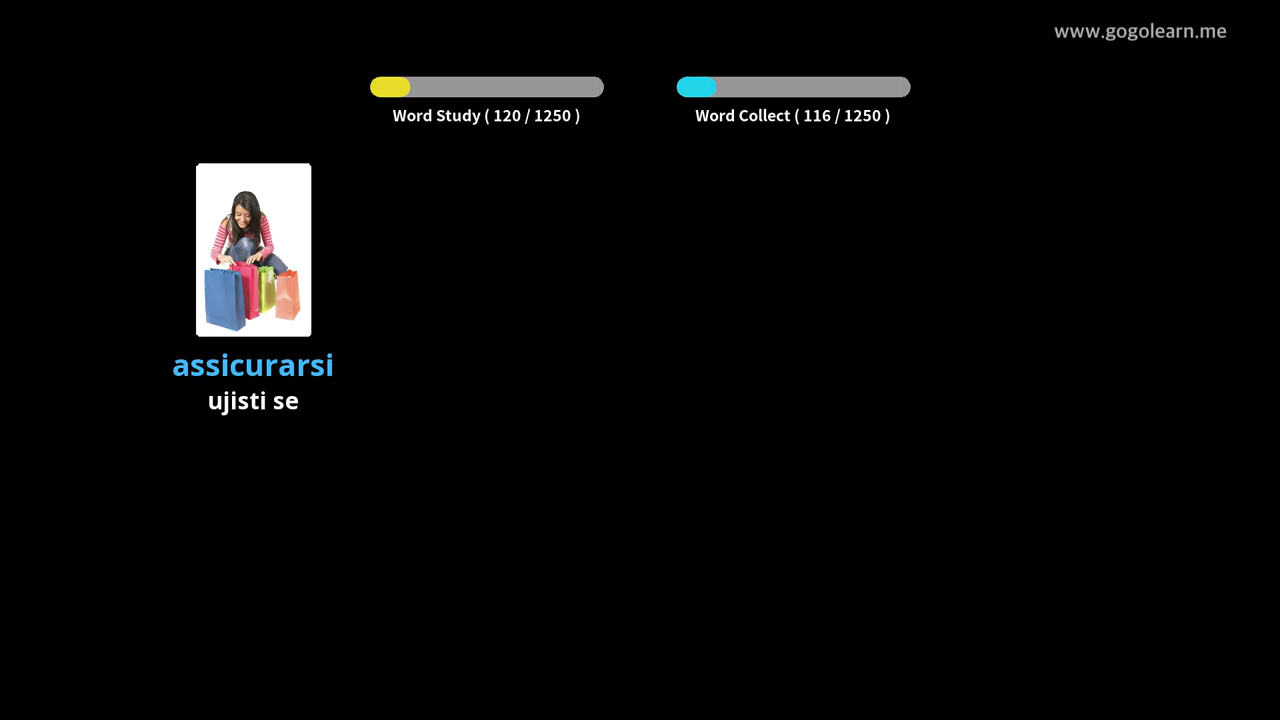 www.gogolearn.me
Word Study ( 120 / 1250 )
Word Collect ( 116 / 1250 )
assicurarsi
ujisti se